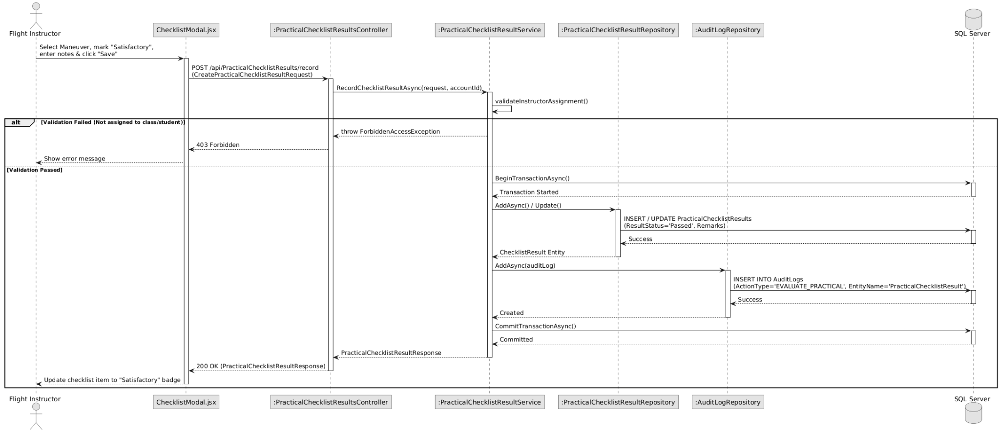 Flight Instructor
ChecklistModal.jsx
:PracticalChecklistResultsController
:PracticalChecklistResultService
:PracticalChecklistResultRepository
:AuditLogRepository
SQL Server
Select Maneuver, mark "Satisfactory",
enter notes & click "Save"
POST /api/PracticalChecklistResults/record
(CreatePracticalChecklistResultRequest)
RecordChecklistResultAsync(request, accountId)
validateInstructorAssignment()
alt
[Validation Failed (Not assigned to class/student)]
throw ForbiddenAccessException
403 Forbidden
Show error message
[Validation Passed]
BeginTransactionAsync()
Transaction Started
AddAsync() / Update()
INSERT / UPDATE PracticalChecklistResults
(ResultStatus='Passed', Remarks)
Success
ChecklistResult Entity
AddAsync(auditLog)
INSERT INTO AuditLogs
(ActionType='EVALUATE_PRACTICAL', EntityName='PracticalChecklistResult')
Success
Created
CommitTransactionAsync()
Committed
PracticalChecklistResultResponse
200 OK (PracticalChecklistResultResponse)
Update checklist item to "Satisfactory" badge
Flight Instructor
ChecklistModal.jsx
:PracticalChecklistResultsController
:PracticalChecklistResultService
:PracticalChecklistResultRepository
:AuditLogRepository
SQL Server